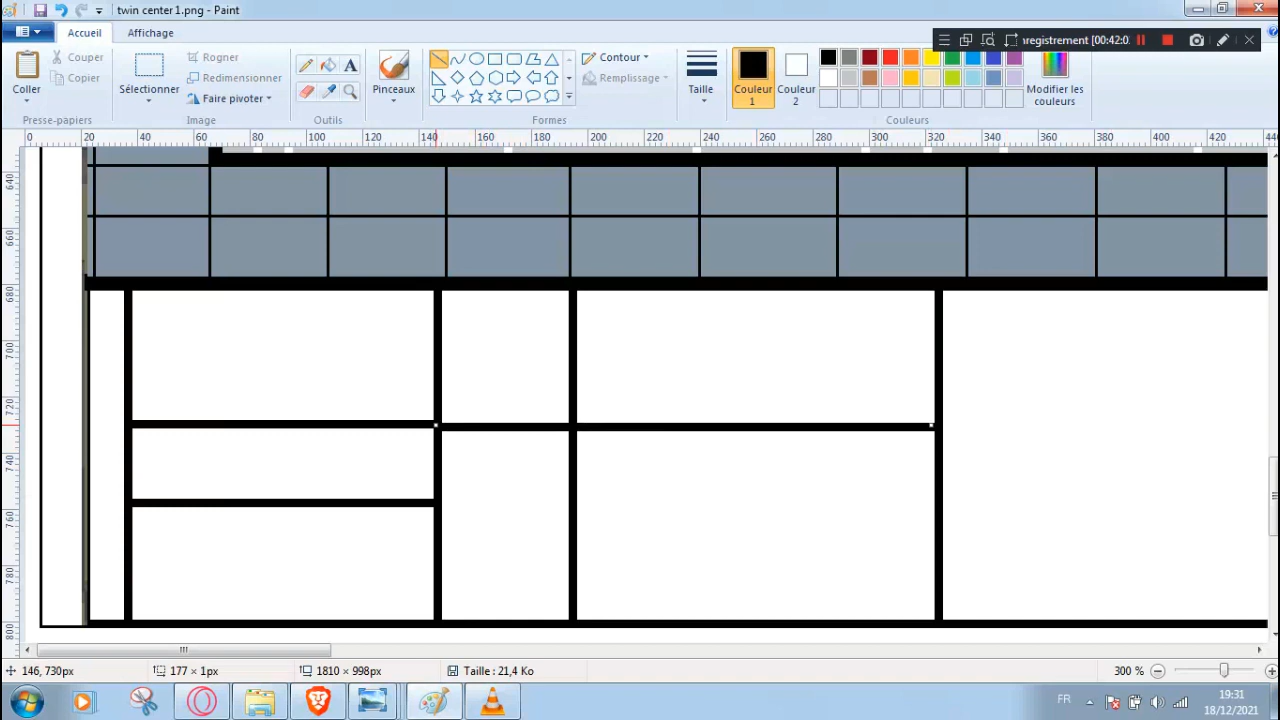 twin center 1.png - Paint
Accueil
Affichage
nregistrement [00:42:0
Coller
Couper
Copier
Presse-papiers
Sélectionner
Rogner
Redimensionner
Faire pivoter
Image
A
Outils
Pinceaux
Contour
Remplissage
Formes
Taille
Couleur
1
Couleur
2
Modifier les
couleurs
Couleurs
0 20 40 60 80 100 120 140 160 180 200 220 240 260 280 300 320 340 360 380 400 420 44
640
660
680
700
720
740
760
780
800
146, 730px
177 × 1px
1810 × 998px
Taille : 21,4 Ko
300 %
FR
19:31
18/12/2021